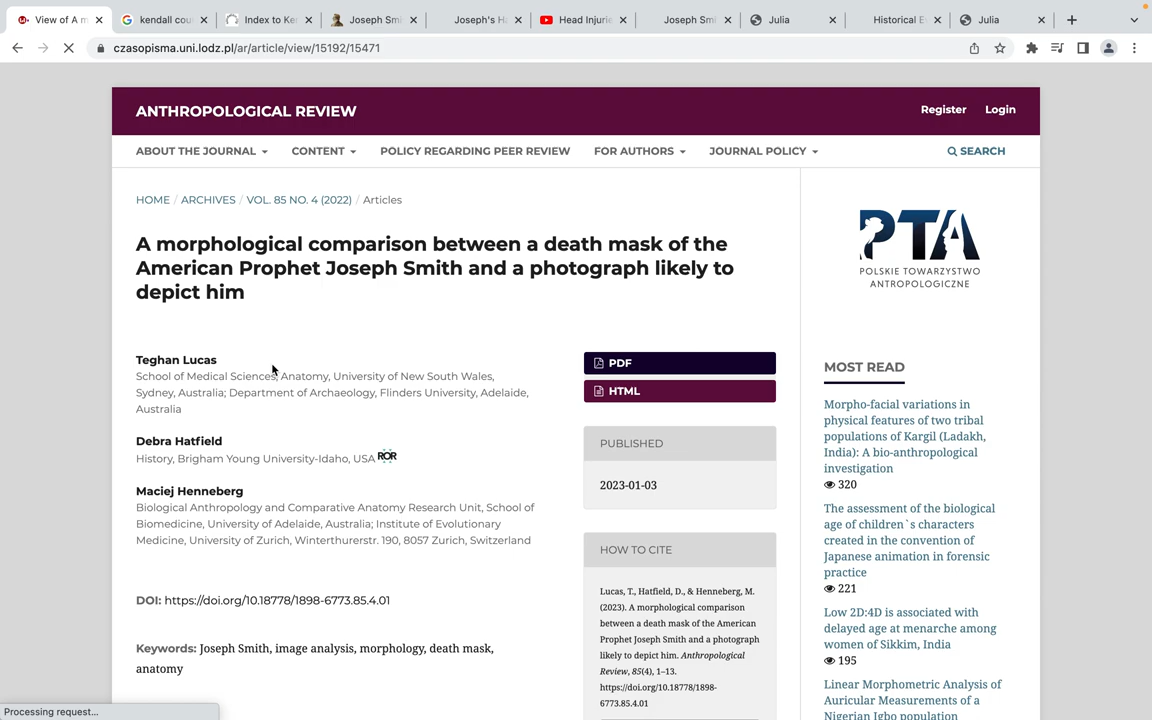 View of A m
kendall cou
Index to Ke
Joseph Smi
Joseph's Ha
Head Injurie
Joseph Smi
Julia
Historical E
Julia
czasopisma.uni.lodz.pl/ar/article/view/15192/15471
ANTHROPOLOGICAL REVIEW
Register
Login
ABOUT THE JOURNAL
CONTENT
POLICY REGARDING PEER REVIEW
FOR AUTHORS
JOURNAL POLICY
SEARCH
HOME / ARCHIVES / VOL. 85 NO. 4 (2022) / Articles
A morphological comparison between a death mask of the
American Prophet Joseph Smith and a photograph likely to
depict him
Teghan Lucas
School of Medical Sciences, Anatomy, University of New South Wales,
Sydney, Australia; Department of Archaeology, Flinders University, Adelaide,
Australia
Debra Hatfield
History, Brigham Young University-Idaho, USA ROR
Maciej Henneberg
Biological Anthropology and Comparative Anatomy Research Unit, School of
Biomedicine, University of Adelaide, Australia; Institute of Evolutionary
Medicine, University of Zurich, Winterthurerstr. 190, 8057 Zurich, Switzerland
DOI: https://doi.org/10.18778/1898-6773.85.4.01
Keywords: Joseph Smith, image analysis, morphology, death mask,
anatomy
PDF
HTML
PUBLISHED
2023-01-03
HOW TO CITE
Lucas, T., Hatfield, D., & Henneberg, M.
(2023). A morphological comparison
between a death mask of the American
Prophet Joseph Smith and a photograph
likely to depict him. Anthropological
Review, 85(4), 1–13.
https://doi.org/10.18778/1898-
6773.85.4.01
PTA
POLSKIE TOWARZYSTWO
ANTROPOLOGICZNE
MOST READ
Morpho-facial variations in
physical features of two tribal
populations of Kargil (Ladakh,
India): A bio-anthropological
investigation
320
The assessment of the biological
age of children`s characters
created in the convention of
Japanese animation in forensic
practice
221
Low 2D:4D is associated with
delayed age at menarche among
women of Sikkim, India
195
Linear Morphometric Analysis of
Auricular Measurements of a
Nigerian Igbo population
Processing request...